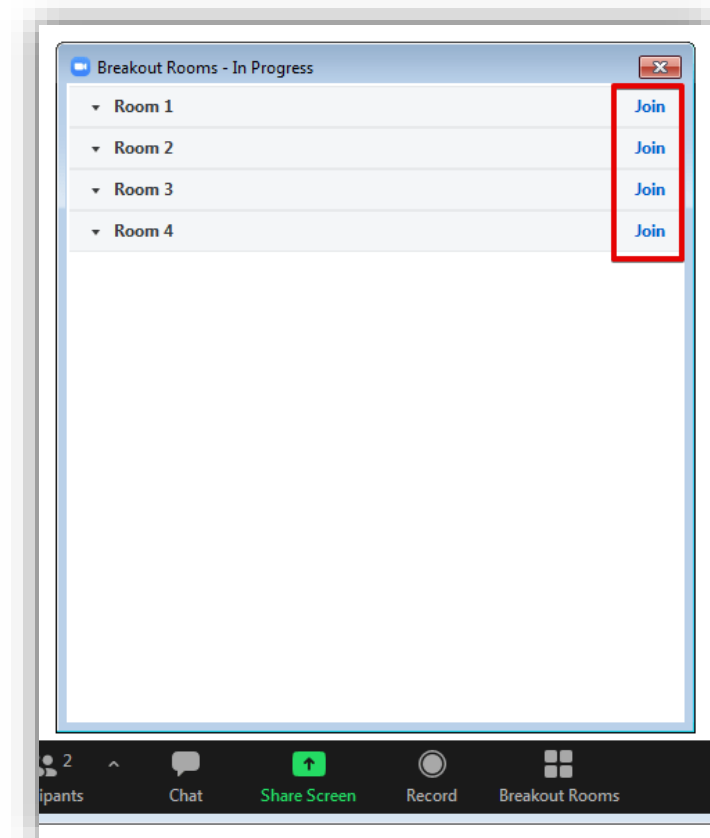 Breakout Rooms - In Progress
Room 1 Join
Room 2 Join
Room 3 Join
Room 4 Join
2
ipants Chat Share Screen Record Breakout Rooms